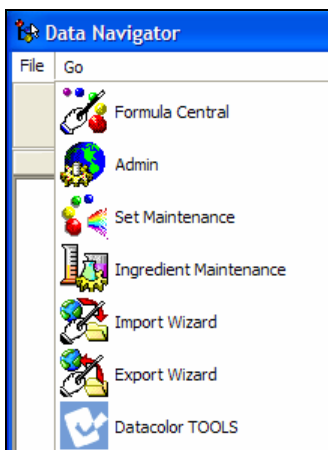 Data Navigator
File Go
Formula Central
Admin
Set Maintenance
Ingredient Maintenance
Import Wizard
Export Wizard
Datacolor TOOLS